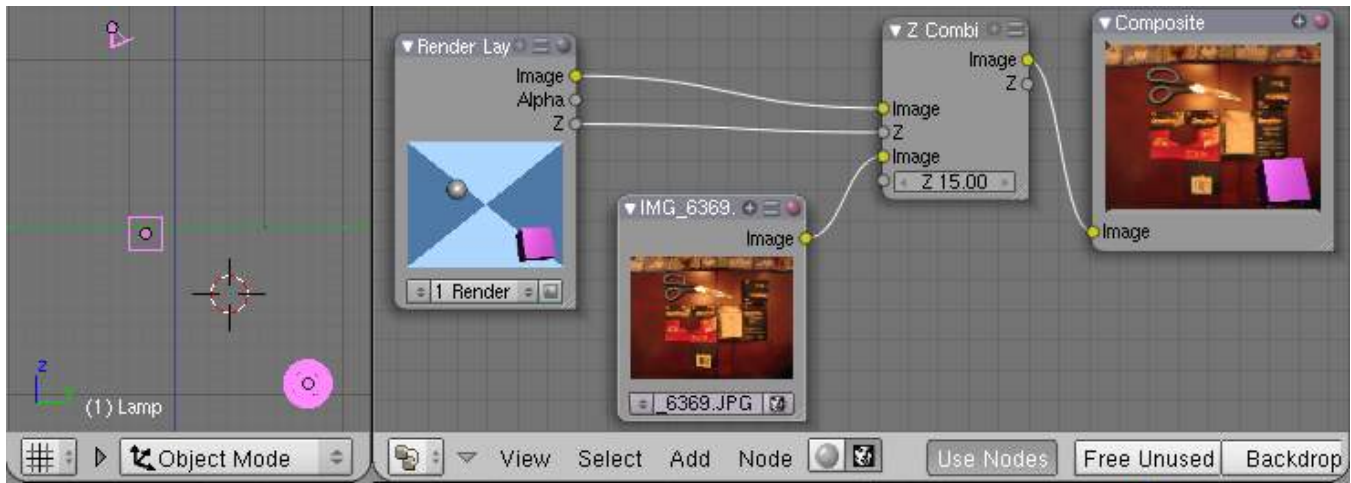 z
(1) Lamp
Object Mode
Render Lay
Image
Alpha
Z
1 Render
IMG_6369.
Image
_6369.JPG
Z Combi
Image
Z
Image
Z
Image
Z 15.00
Composite
Image
View Select Add Node Use Nodes Free Unused Backdrop